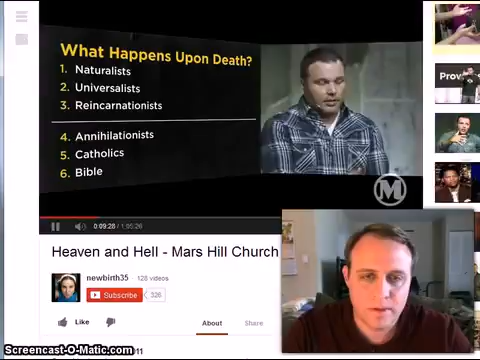 What Happens Upon Death?
1. Naturalists
2. Universalists
3. Reincarnationists
4. Annihilationists
5. Catholics
6. Bible
M
0:09:28 / 1:05:26
Heaven and Hell - Mars Hill Church
newbirth35 128 videos
Subscribe 326
Like
About Share
Screencast-O-Matic.com